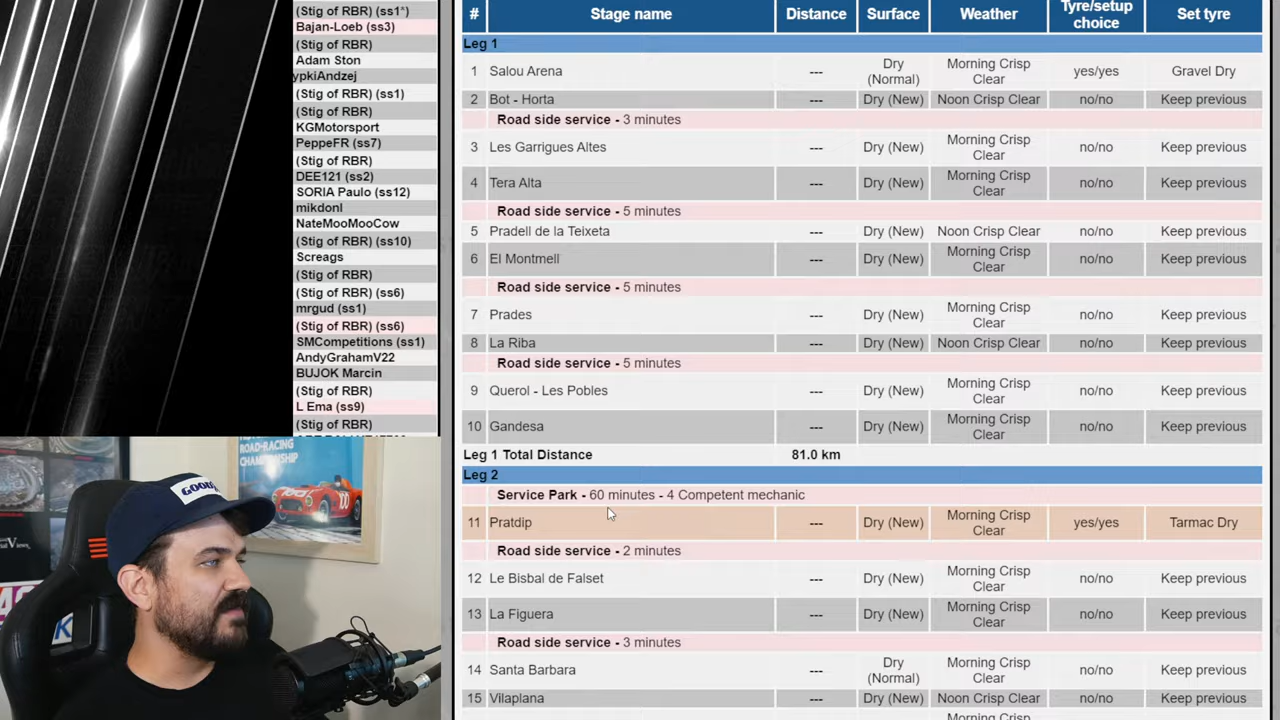 (Stig of RBR) (ss1^)
Bajan-Loeb (ss3)
(Stig of RBR)
Adam Ston
ypkiAndzej
(Stig of RBR) (ss1)
(Stig of RBR)
KGMotorsport
PeppeFR (ss7)
(Stig of RBR)
DEE121 (ss2)
SORIA Paulo (ss12)
mikdonl
NateMooMooCow
(Stig of RBR) (ss10)
Screags
(Stig of RBR)
(Stig of RBR) (ss6)
mrgud (ss1)
(Stig of RBR) (ss6)
SMCompetitions (ss1)
AndyGrahamV22
BUJOK Marcin
(Stig of RBR)
L Ema (ss9)
(Stig of RBR)
ROAD-RACING
CHAMPIONSHIP
# Stage name Distance Surface Weather Tyre/setup choice Set tyre
Leg 1
1 Salou Arena --- Dry (Normal) Morning Crisp Clear yes/yes Gravel Dry
2 Bot - Horta --- Dry (New) Noon Crisp Clear no/no Keep previous
Road side service - 3 minutes
3 Les Garrigues Altes --- Dry (New) Morning Crisp Clear no/no Keep previous
4 Tera Alta --- Dry (New) Morning Crisp Clear no/no Keep previous
Road side service - 5 minutes
5 Pradell de la Teixeta --- Dry (New) Noon Crisp Clear no/no Keep previous
6 El Montmell --- Dry (New) Morning Crisp Clear no/no Keep previous
Road side service - 5 minutes
7 Prades --- Dry (New) Morning Crisp Clear no/no Keep previous
8 La Riba --- Dry (New) Noon Crisp Clear no/no Keep previous
Road side service - 5 minutes
9 Querol - Les Pobles --- Dry (New) Morning Crisp Clear no/no Keep previous
10 Gandesa --- Dry (New) Morning Crisp Clear no/no Keep previous
Leg 1 Total Distance 81.0 km
Leg 2
Service Park - 60 minutes - 4 Competent mechanic
11 Pratdip --- Dry (New) Morning Crisp Clear yes/yes Tarmac Dry
Road side service - 2 minutes
12 Le Bisbal de Falset --- Dry (New) Morning Crisp Clear no/no Keep previous
13 La Figuera --- Dry (New) Morning Crisp Clear no/no Keep previous
Road side service - 3 minutes
14 Santa Barbara --- Dry (Normal) Morning Crisp Clear no/no Keep previous
15 Vilaplana --- Dry (New) Noon Crisp Clear no/no Keep previous
Morning Crisp